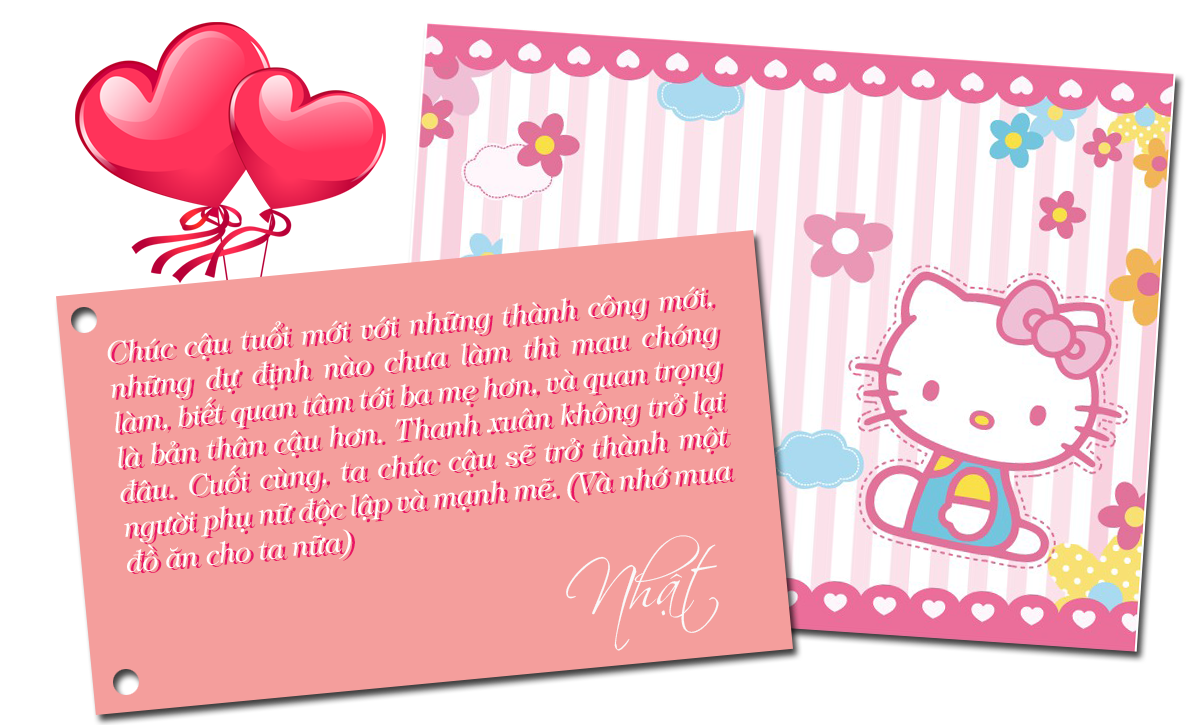 Chúc cậu tuổi mới với những thành công mới,
những dự định nào chưa làm thì mau chóng
làm, biết quan tâm tới ba mẹ hơn, và quan trọng
là bản thân cậu hơn. Thanh xuân không trở lại
đâu. Cuối cùng, ta chúc cậu sẽ trở thành một
người phụ nữ độc lập và mạnh mẽ. (Và nhớ mua
đồ ăn cho ta nữa)
Nhật